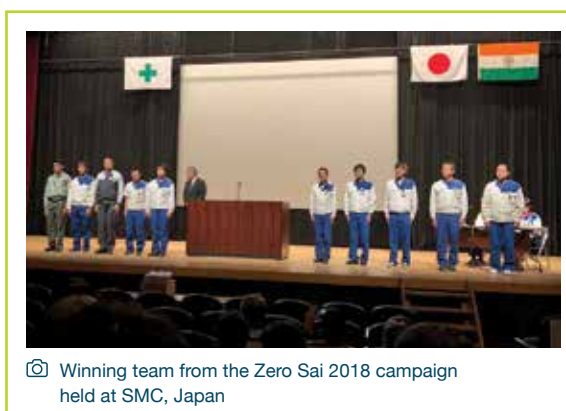 Winning team from the Zero Sai 2018 campaign
held at SMC, Japan